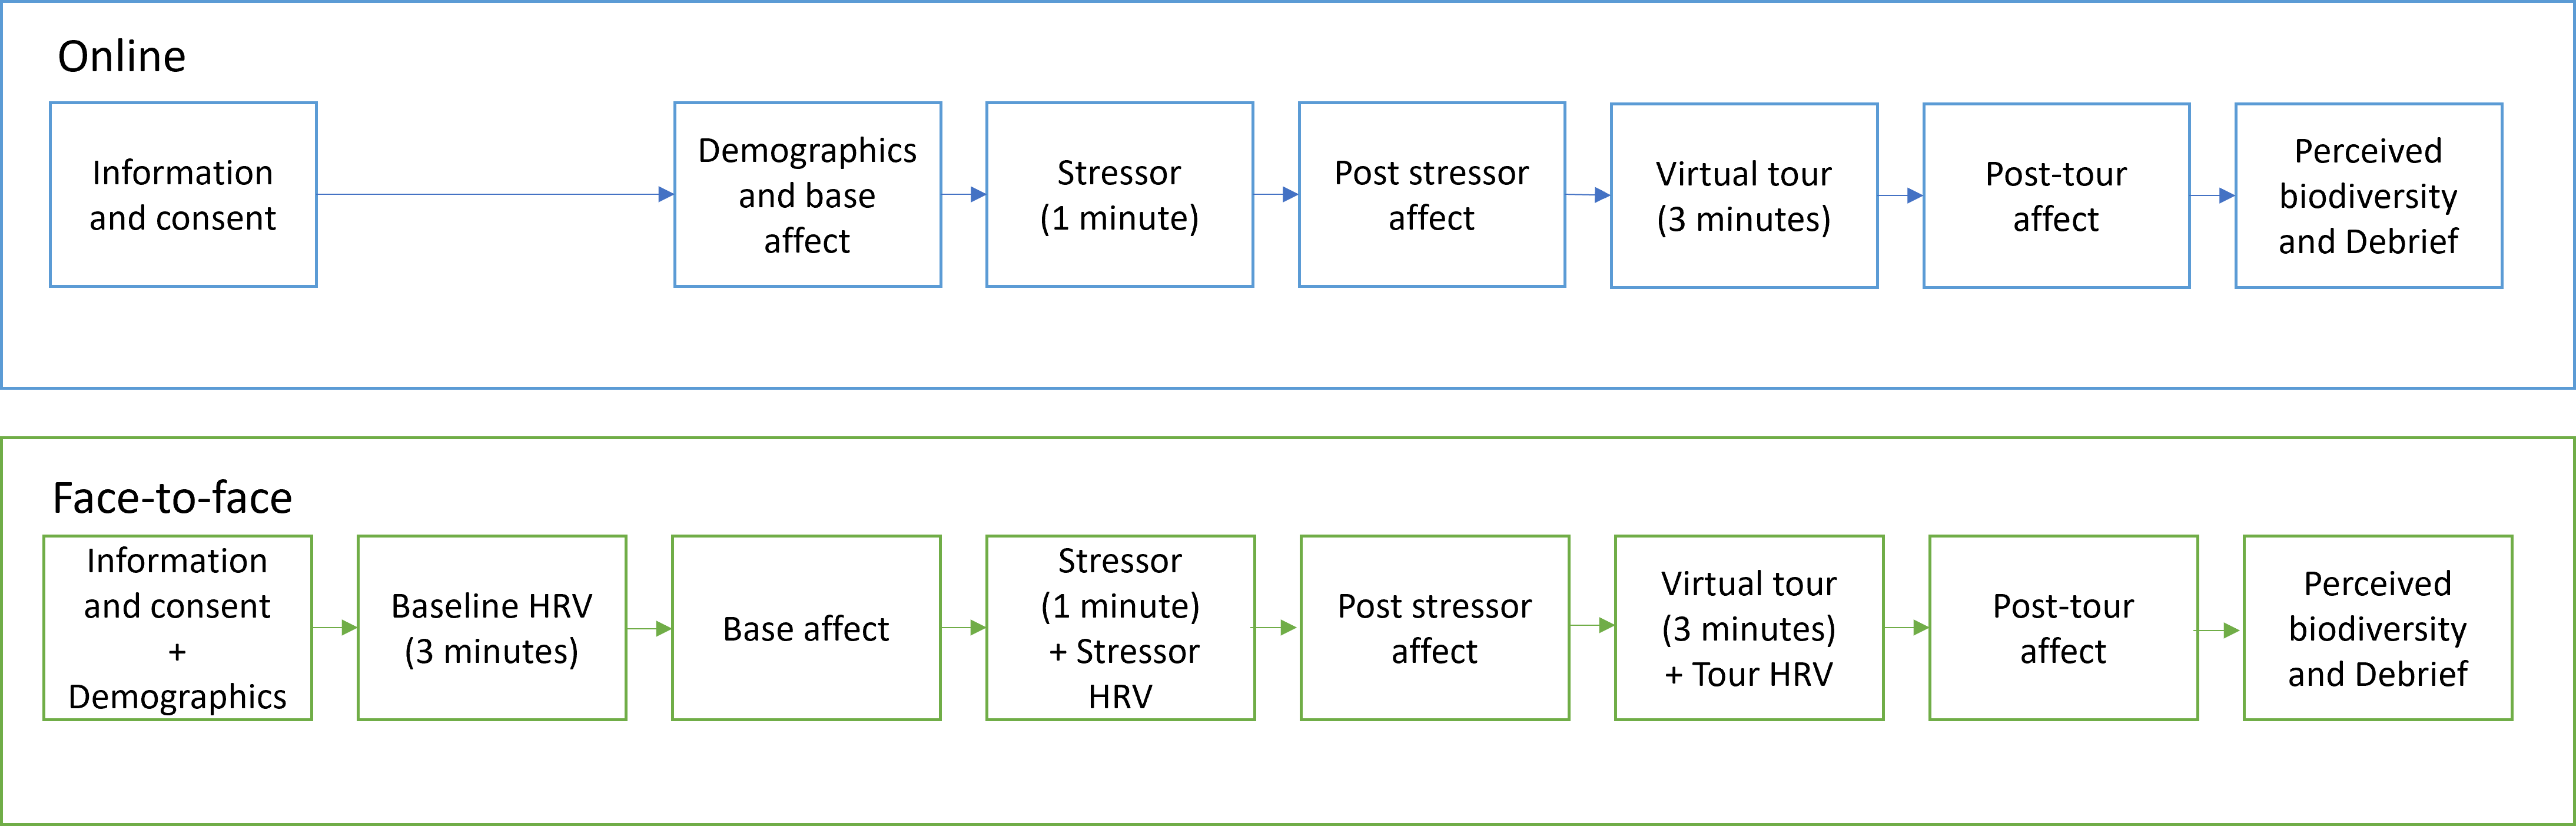 Online
Information
and consent
Demographics
and base
affect
Stressor
(1 minute)
Post stressor
affect
Virtual tour
(3 minutes)
Post-tour
affect
Perceived
biodiversity
and Debrief
Face-to-face
Information
and consent
+
Demographics
Baseline HRV
(3 minutes)
Base affect
Stressor
(1 minute)
+ Stressor
HRV
Post stressor
affect
Virtual tour
(3 minutes)
+ Tour HRV
Post-tour
affect
Perceived
biodiversity
and Debrief